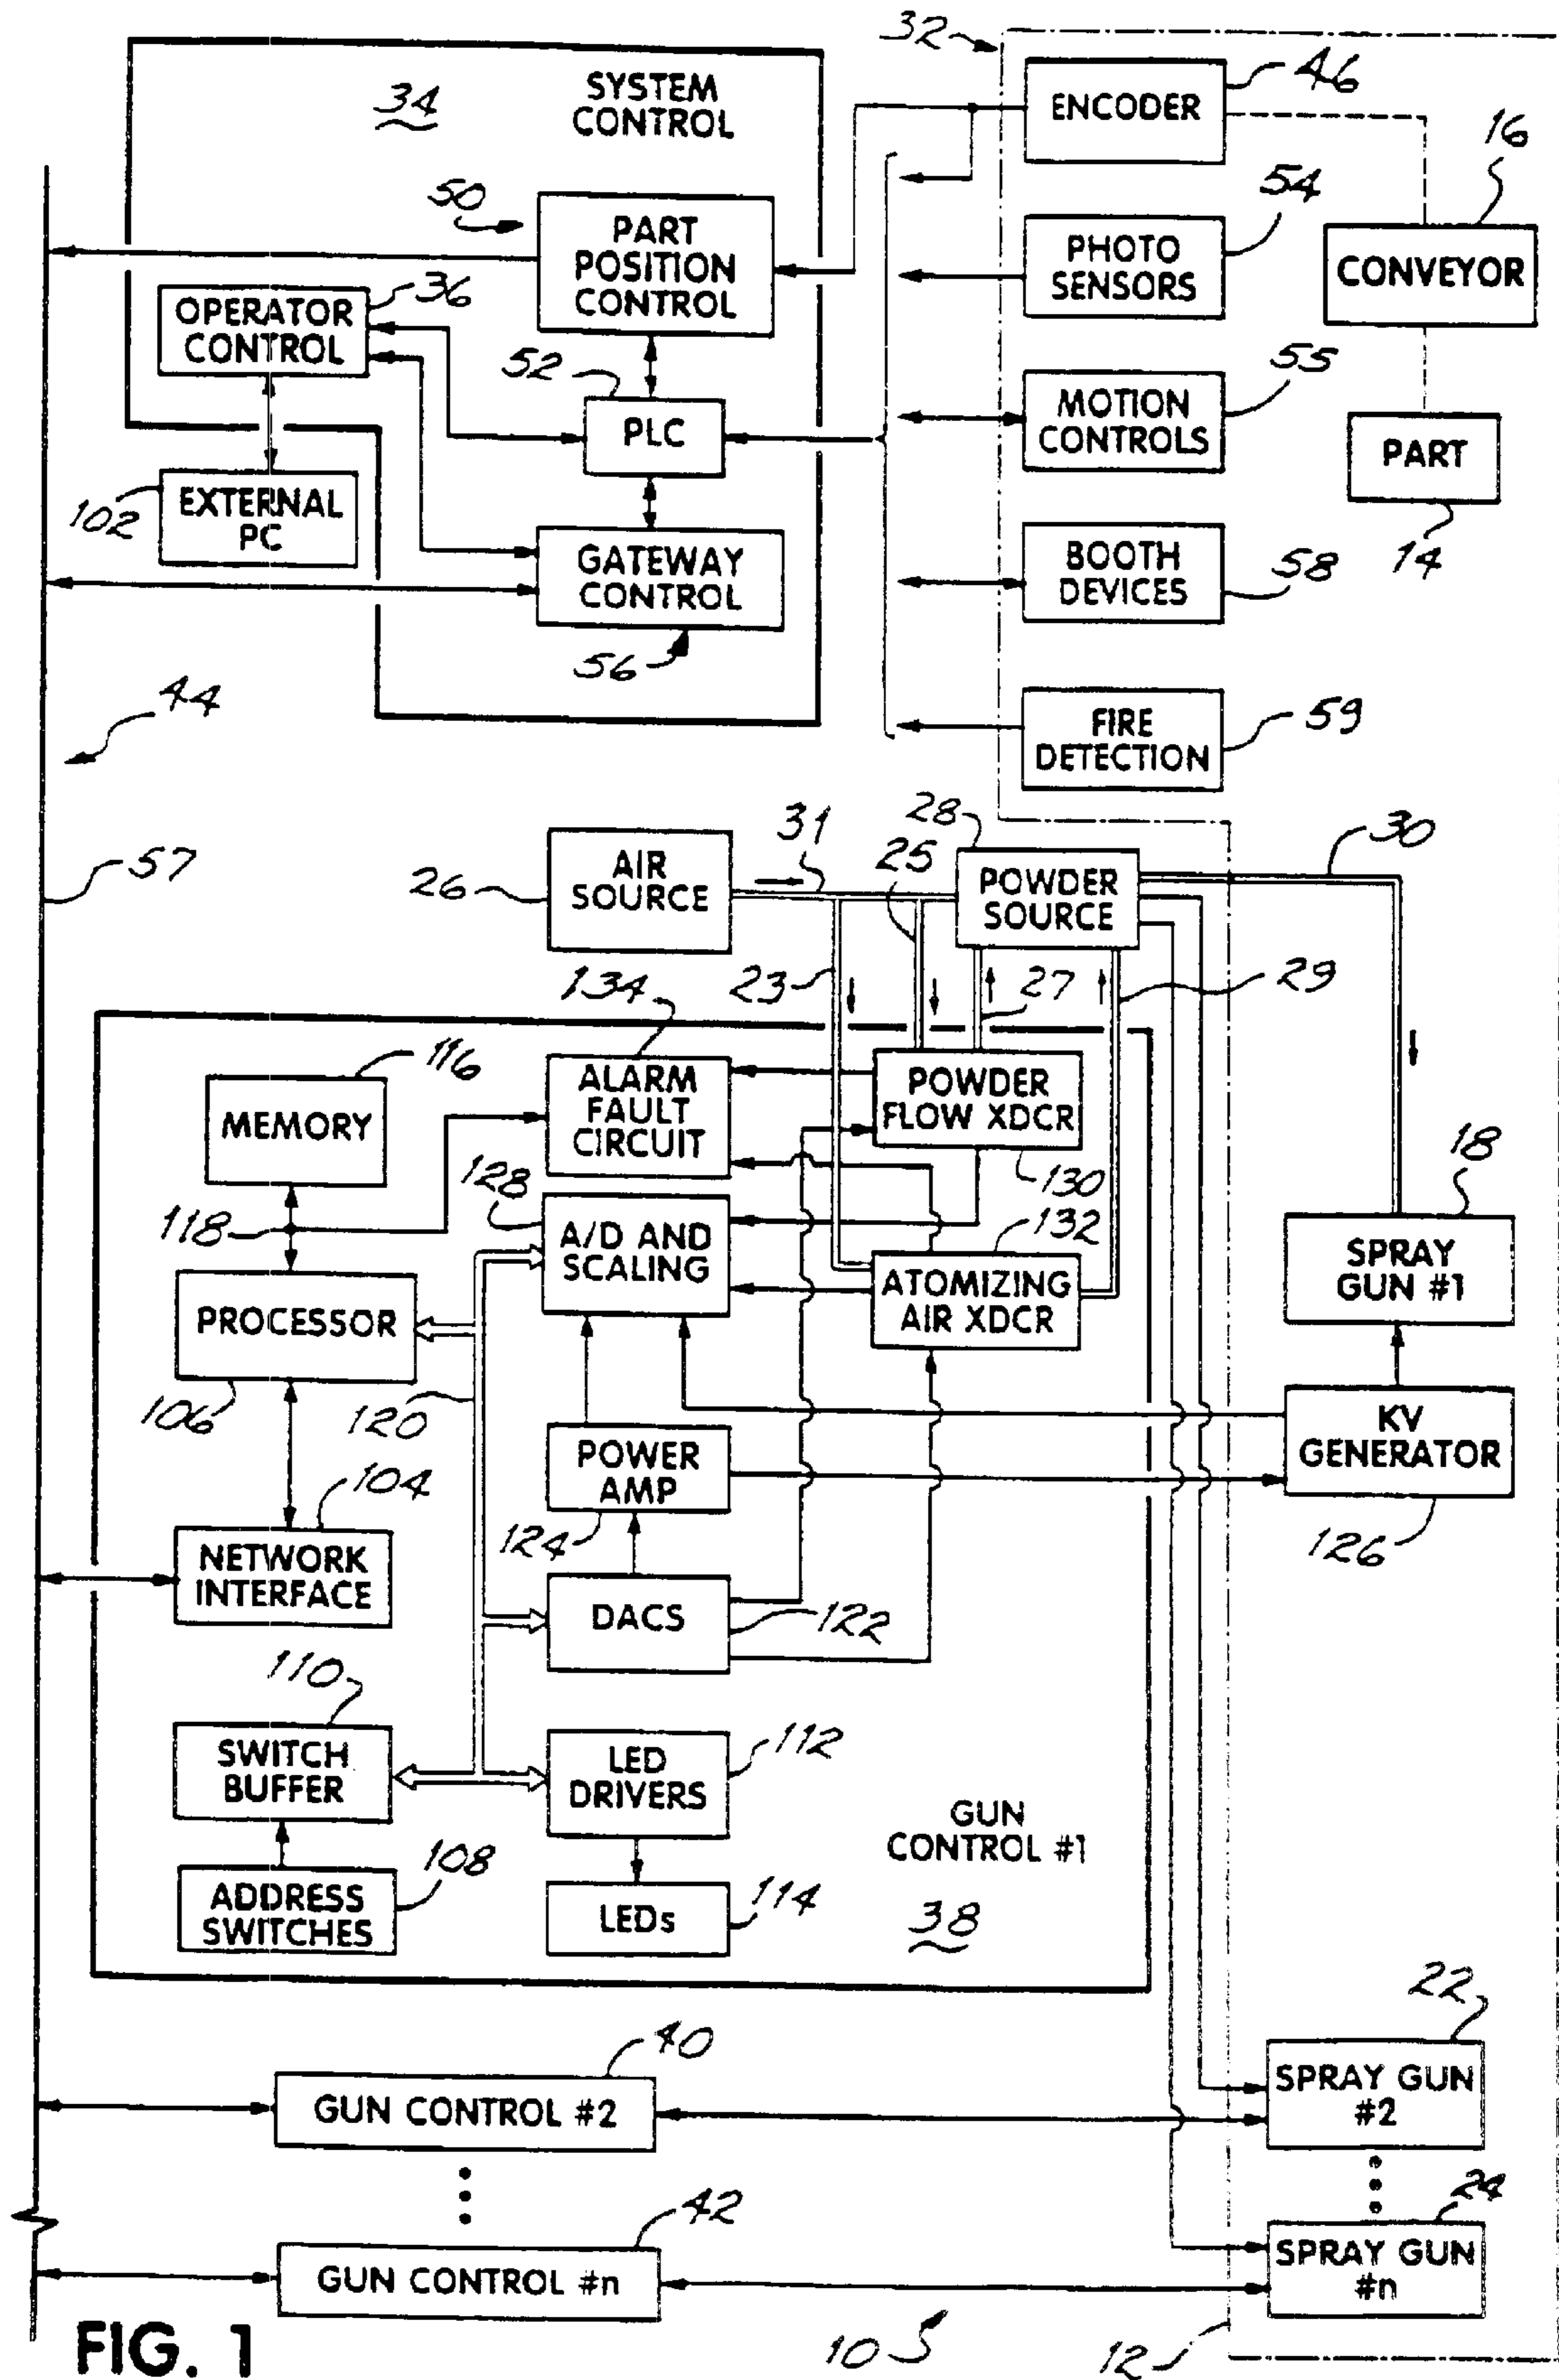 32
34
SYSTEM
CONTROL
ENCODER
46
16
50
PART
POSITION
CONTROL
PHOTO
SENSORS
54
CONVEYOR
OPERATOR
CONTROL
36
52
PLC
MOTION
CONTROLS
55
PART
14
102
EXTERNAL
PC
GATEWAY
CONTROL
56
BOOTH
DEVICES
58
44
FIRE
DETECTION
59
57
26
AIR
SOURCE
31
25
28
POWDER
SOURCE
30
23
27
29
134
116
MEMORY
ALARM
FAULT
CIRCUIT
POWDER
FLOW XDCR
130
118
128
A/D AND
SCALING
132
18
PROCESSOR
106
120
ATOMIZING
AIR XDCR
SPRAY
GUN #1
POWER
AMP
124
KV
GENERATOR
126
104
NETWORK
INTERFACE
DACS
122
110
SWITCH
BUFFER
LED
DRIVERS
112
GUN
CONTROL #1
38
108
ADDRESS
SWITCHES
LEDs
114
40
GUN CONTROL #2
22
SPRAY GUN
#2
42
GUN CONTROL #n
24
SPRAY GUN
#n
FIG. 1
10
12